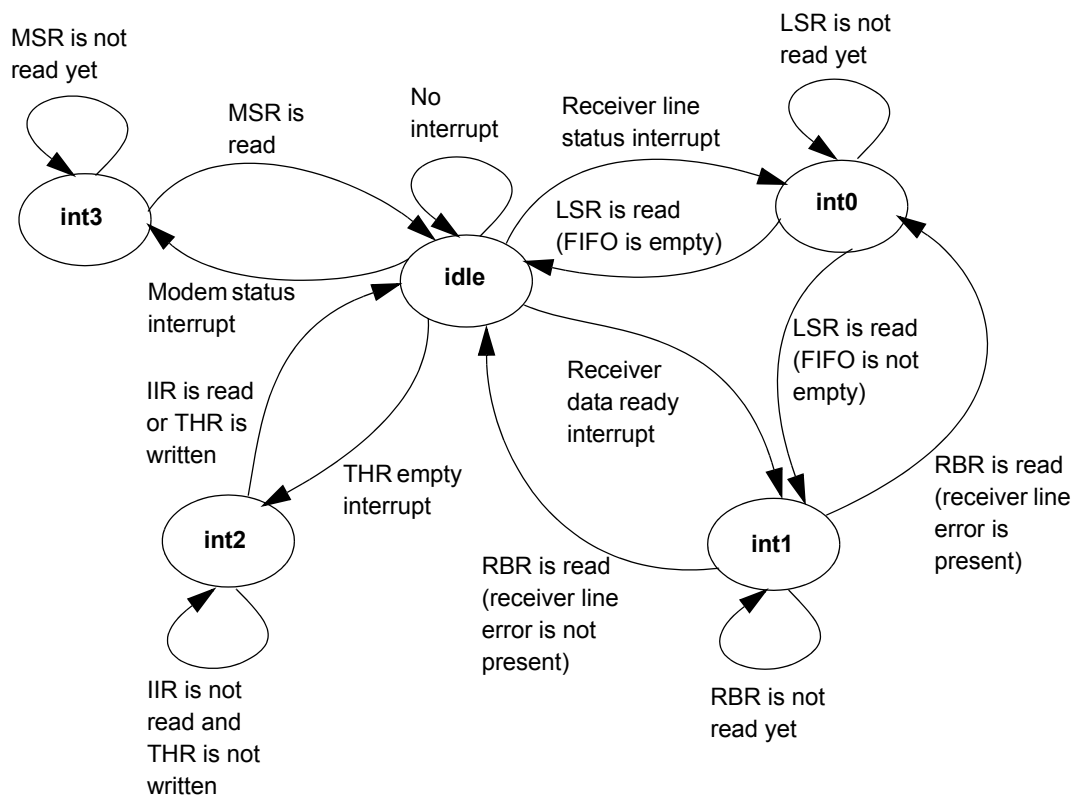 MSR is not
read yet
MSR is
read
No
interrupt
Receiver line
status interrupt
LSR is not
read yet
int3
int0
LSR is read
(FIFO is empty)
idle
Modem status
interrupt
LSR is read
(FIFO is not
empty)
IIR is read
or THR is
written
Receiver
data ready
interrupt
THR empty
interrupt
RBR is read
(receiver line
error is
present)
int2
int1
RBR is read
(receiver line
error is not
present)
IIR is not
read and
THR is not
written
RBR is not
read yet